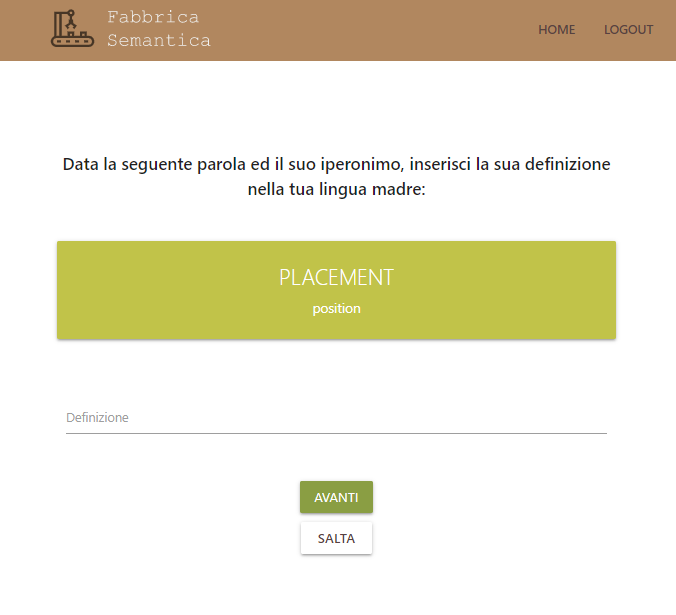 Fabbrica
Semantica
HOME
LOGOUT
Data la seguente parola ed il suo iperonimo, inserisci la sua definizione
nella tua lingua madre:
PLACEMENT
position
Definizione
AVANTI
SALTA